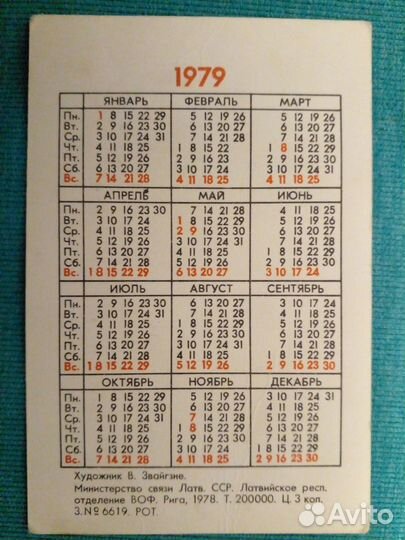 1979
ЯНВАРЬ ФЕВРАЛЬ МАРТ
Пн. 1 8 15 22 29 5 12 19 26 5 12 19 26
Вт. 2 9 16 23 30 6 13 20 27 6 13 20 27
Ср. 3 10 17 24 31 7 14 21 28 7 14 21 28
Чт. 4 11 18 25 1 8 15 22 1 8 15 22 29
Пт. 5 12 19 26 2 9 16 23 2 9 16 23 30
Сб. 6 13 20 27 3 10 17 24 3 10 17 24 31
Вс. 7 14 21 28 4 11 18 25 4 11 18 25
АПРЕЛЬ МАЙ ИЮНЬ
Пн. 2 9 16 23 30 7 14 21 28 4 11 18 25
Вт. 3 10 17 24 1 8 15 22 29 5 12 19 26
Ср. 4 11 18 25 2 9 16 23 30 6 13 20 27
Чт. 5 12 19 26 3 10 17 24 31 7 14 21 28
Пт. 6 13 20 27 4 11 18 25 1 8 15 22 29
Сб. 7 14 21 28 5 12 19 26 2 9 16 23 30
Вс. 1 8 15 22 29 6 13 20 27 3 10 17 24
ИЮЛЬ АВГУСТ СЕНТЯБРЬ
Пн. 2 9 16 23 30 6 13 20 27 3 10 17 24
Вт. 3 10 17 24 31 7 14 21 28 4 11 18 25
Ср. 4 11 18 25 1 8 15 22 29 5 12 19 26
Чт. 5 12 19 26 2 9 16 23 30 6 13 20 27
Пт. 6 13 20 27 3 10 17 24 31 7 14 21 28
Сб. 7 14 21 28 4 11 18 25 1 8 15 22 29
Вс. 1 8 15 22 29 5 12 19 26 2 9 16 23 30
ОКТЯБРЬ НОЯБРЬ ДЕКАБРЬ
Пн. 1 8 15 22 29 5 12 19 26 3 10 17 24 31
Вт. 2 9 16 23 30 6 13 20 27 4 11 18 25
Ср. 3 10 17 24 31 7 14 21 28 5 12 19 26
Чт. 4 11 18 25 1 8 15 22 29 6 13 20 27
Пт. 5 12 19 26 2 9 16 23 30 7 14 21 28
Сб. 6 13 20 27 3 10 17 24 1 8 15 22 29
Вс. 7 14 21 28 4 11 18 25 2 9 16 23 30
Художник В. Звайгзне.
Министерство связи Латв. ССР. Латвийское респ.
отделение ВОФ. Рига, 1978. Т. 200000. Ц. 3 коп.
З. № 6619. РОТ.
Avito